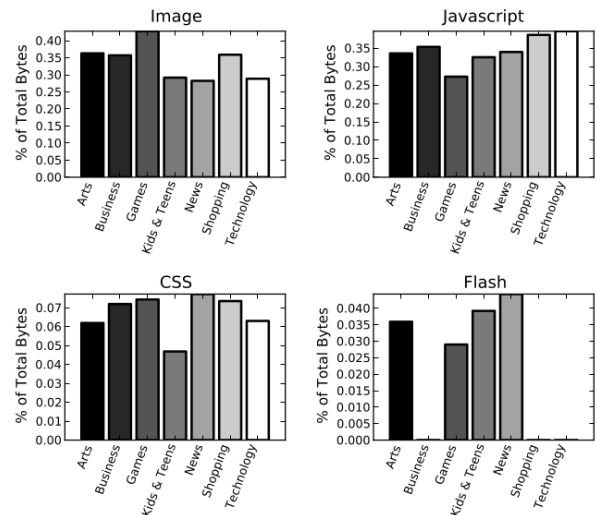 Image
% of Total Bytes
0.40
0.35
0.30
0.25
0.20
0.15
0.10
0.05
0.00
Arts
Business
Games
Kids & Teens
News
Shopping
Technology
Javascript
% of Total Bytes
0.35
0.30
0.25
0.20
0.15
0.10
0.05
0.00
Arts
Business
Games
Kids & Teens
News
Shopping
Technology
CSS
% of Total Bytes
0.07
0.06
0.05
0.04
0.03
0.02
0.01
0.00
Arts
Business
Games
Kids & Teens
News
Shopping
Technology
Flash
% of Total Bytes
0.040
0.035
0.030
0.025
0.020
0.015
0.010
0.005
0.000
Arts
Business
Games
Kids & Teens
News
Shopping
Technology